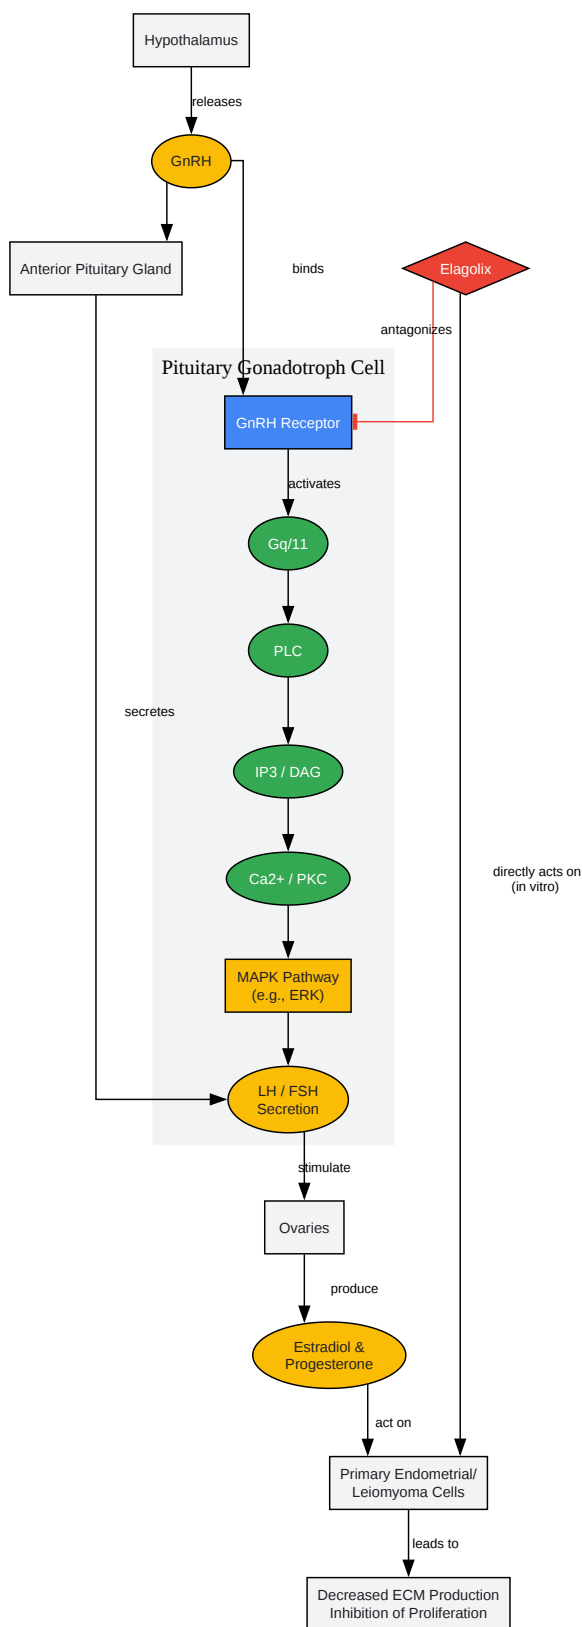 Hypothalamus
releases
GnRH
Anterior Pituitary Gland
binds
Elagolix
antagonizes
Pituitary Gonadotroph Cell
GnRH Receptor
activates
Gq/11
PLC
secretes
IP3 / DAG
directly acts on
(in vitro)
Ca2+ / PKC
MAPK Pathway
(e.g., ERK)
LH / FSH
Secretion
stimulate
Ovaries
produce
Estradiol &
Progesterone
act on
Primary Endometrial/
Leiomyoma Cells
leads to
Decreased ECM Production
Inhibition of Proliferation